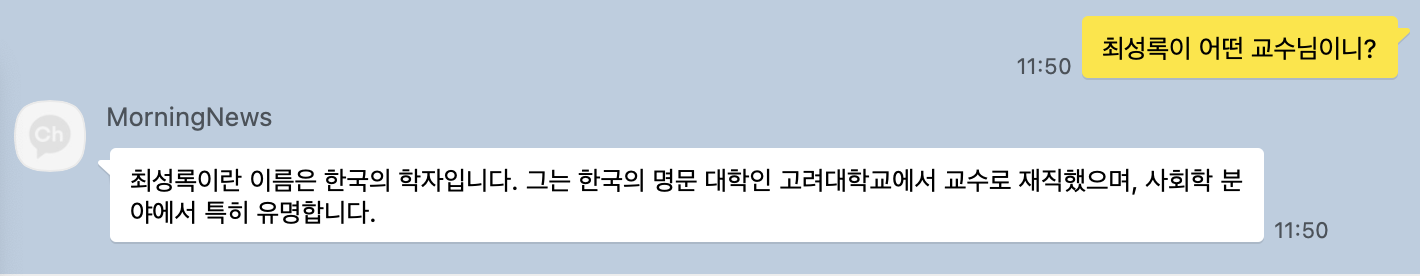 최성록이 어떤 교수님이니?
11:50
Ch
MorningNews
최성록이란 이름은 한국의 학자입니다. 그는 한국의 명문 대학인 고려대학교에서 교수로 재직했으며, 사회학 분
야에서 특히 유명합니다.
11:50